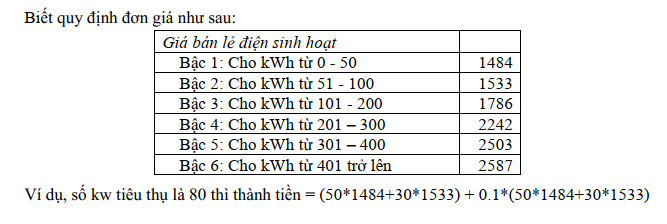 Biết quy định đơn giá như sau:
Giá bán lẻ điện sinh hoạt
Bậc 1: Cho kWh từ 0 - 50 1484
Bậc 2: Cho kWh từ 51 - 100 1533
Bậc 3: Cho kWh từ 101 - 200 1786
Bậc 4: Cho kWh từ 201 – 300 2242
Bậc 5: Cho kWh từ 301 – 400 2503
Bậc 6: Cho kWh từ 401 trở lên 2587
Ví dụ, số kw tiêu thụ là 80 thì thành tiền = (50*1484+30*1533) + 0.1*(50*1484+30*1533)